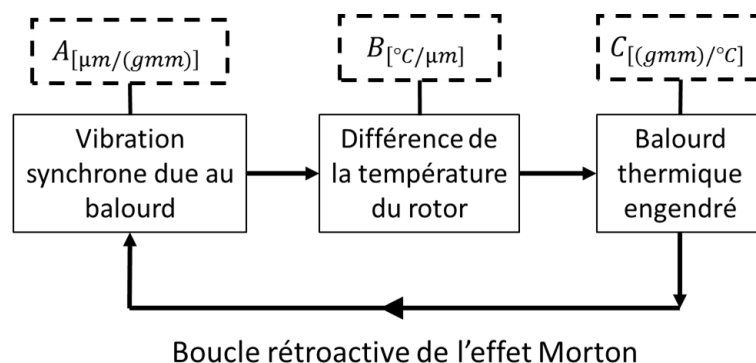 A[μm/(gmm)]
B[°C/μm]
C[(gmm)/°C]
Vibration
synchrone due au
balourd
Différence de
la température
du rotor
Balourd
thermique
engendré
Boucle rétroactive de l'effet Morton